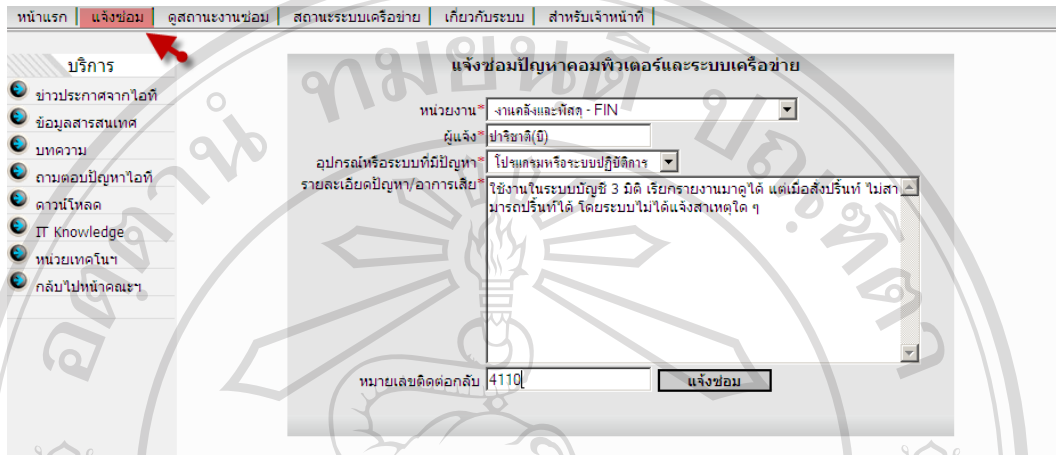 หน้าแรก แจ้งซ่อม ดูสถานะงานซ่อม สถานะระบบเครือข่าย เกี่ยวกับระบบ สำหรับเจ้าหน้าที่
บริการ
ข่าวประกาศจากไอที
ข้อมูลสารสนเทศ
บทความ
ถามตอบปัญหาไอที
ดาวน์โหลด
IT Knowledge
หน่วยเทคโนฯ
กลับไปหน้าคณะฯ
แจ้งซ่อมปัญหาคอมพิวเตอร์และระบบเครือข่าย
หน่วยงาน* งานคลังและพัสดุ - FIN
ผู้แจ้ง* ปาริชาติ(บี)
อุปกรณ์หรือระบบที่มีปัญหา* โปรแกรมหรือระบบปฏิบัติการ
รายละเอียดปัญหา/อาการเสีย* ใช้งานในระบบบัญชี 3 มิติ เรียกรายงานมาดูได้ แต่เมื่อสั่งปริ้นท์ ไม่สา
มารถปริ้นท์ได้ โดยระบบไม่ได้แจ้งสาเหตุใด ๆ
หมายเลขติดต่อกลับ 4110 แจ้งซ่อม
อตฺตานํ ทมยนฺติ ปณฺฑิตา